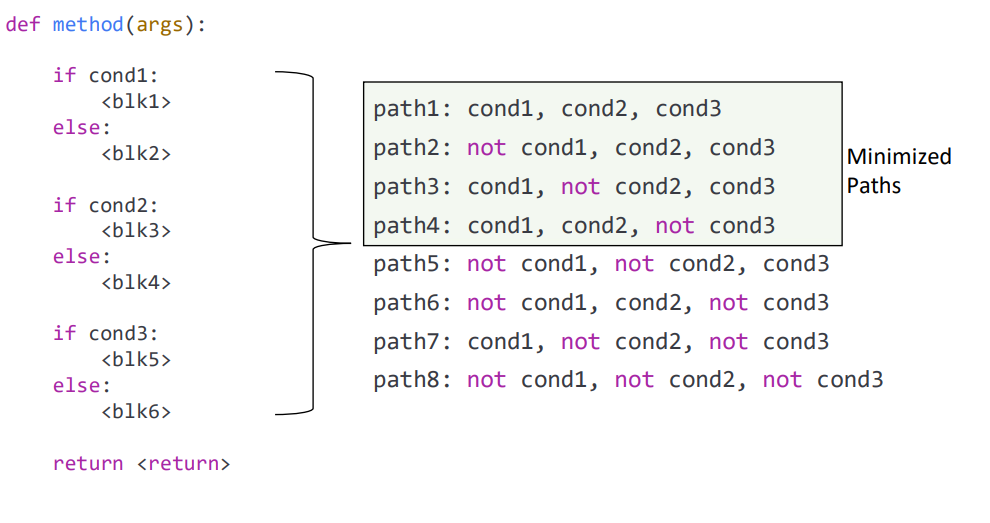 def method(args):
if cond1:
<blk1>
else:
<blk2>
if cond2:
<blk3>
else:
<blk4>
if cond3:
<blk5>
else:
<blk6>
return <return>
path1: cond1, cond2, cond3
path2: not cond1, cond2, cond3
path3: cond1, not cond2, cond3
path4: cond1, cond2, not cond3
path5: not cond1, not cond2, cond3
path6: not cond1, cond2, not cond3
path7: cond1, not cond2, not cond3
path8: not cond1, not cond2, not cond3
Minimized
Paths